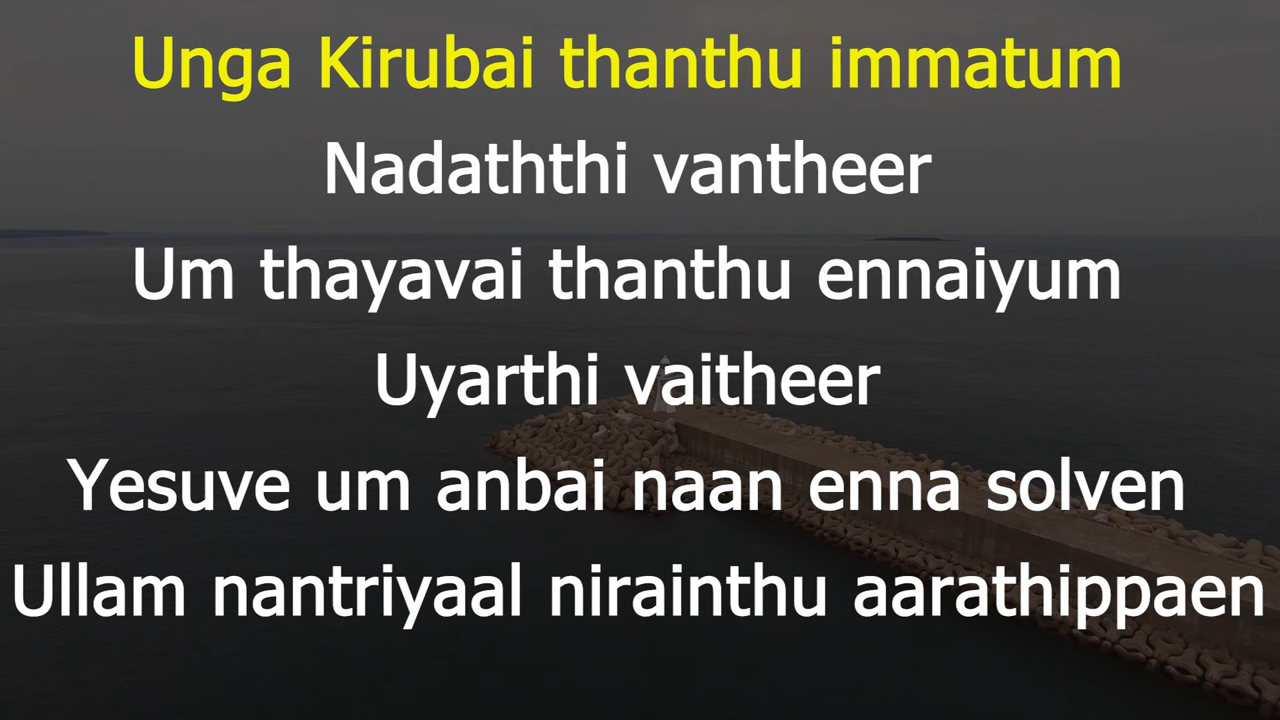 Unga Kirubai thanthu immatum
Nadaththi vantheer
Um thayavai thanthu ennaiyum
Uyarthi vaitheer
Yesuve um anbai naan enna solven
Ullam nantriyaal nirainthu aarathippaen